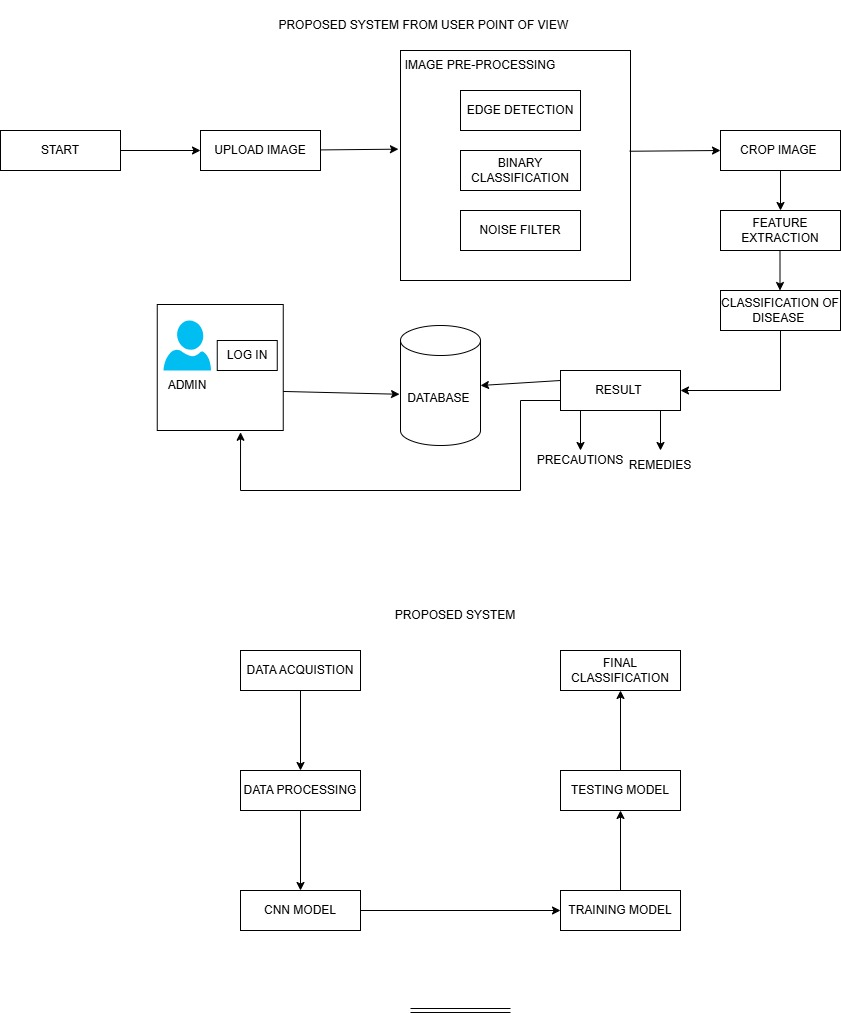 PROPOSED SYSTEM FROM USER POINT OF VIEW
IMAGE PRE-PROCESSING
EDGE DETECTION
START
UPLOAD IMAGE
BINARY
CLASSIFICATION
CROP IMAGE
NOISE FILTER
FEATURE
EXTRACTION
CLASSIFICATION OF
DISEASE
LOG IN
ADMIN
DATABASE
RESULT
PRECAUTIONS
REMEDIES
PROPOSED SYSTEM
DATA ACQUISTION
FINAL
CLASSIFICATION
DATA PROCESSING
TESTING MODEL
CNN MODEL
TRAINING MODEL